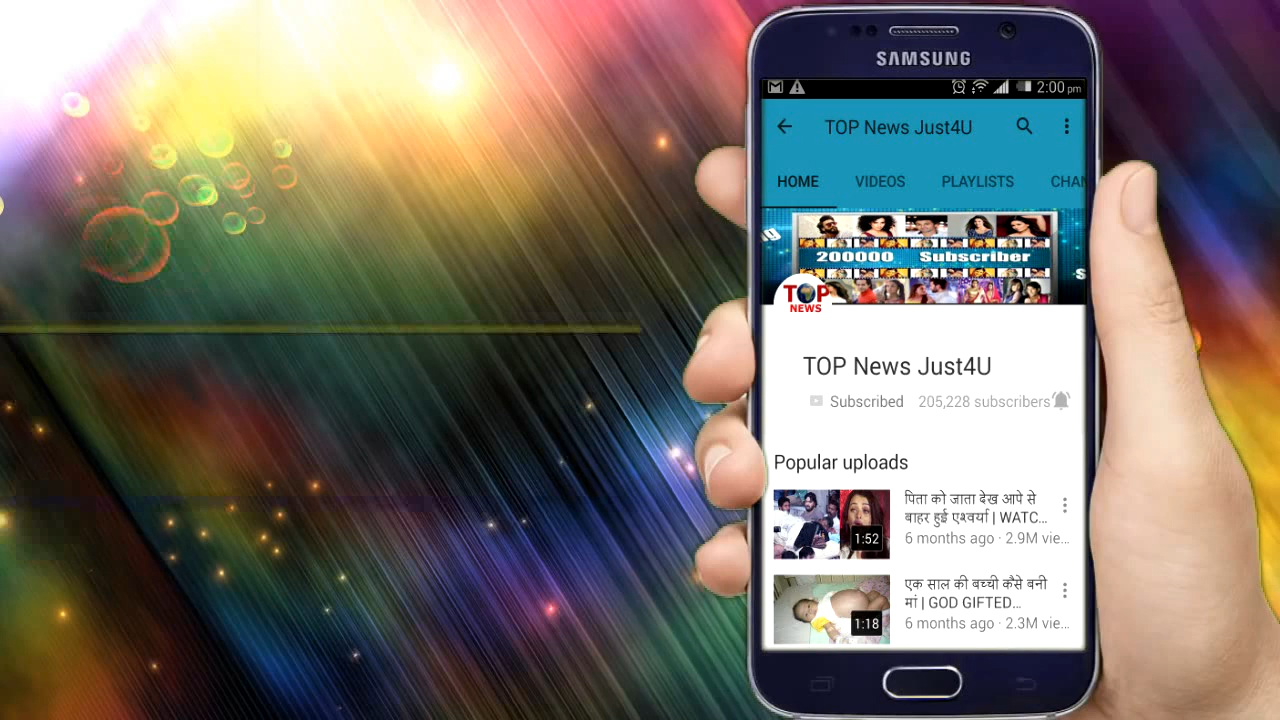 SAMSUNG
2:00 pm
TOP News Just4U
HOME VIDEOS PLAYLISTS CHAN
200000 Subscriber
TOP
NEWS
TOP News Just4U
Subscribed 205,228 subscribers
Popular uploads
पिता को जाता देख आपे से
बाहर हुई एश्वर्या | WATC...
6 months ago · 2.9M vie...
1:52
एक साल की बच्ची कैसे बनी
मां | GOD GIFTED...
6 months ago · 2.3M vie...
1:18